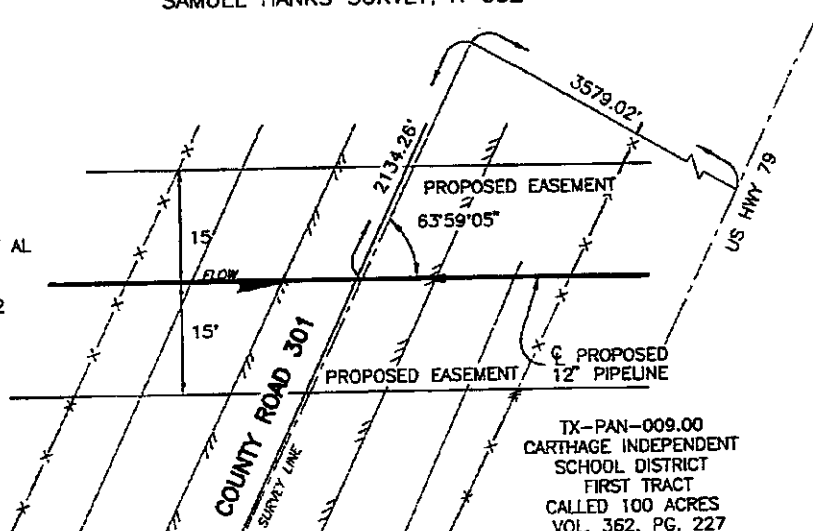 SAMUEL HANKS SURVEY,
3579.02'
2134.26'
US HWY 79
PROPOSED EASEMENT
63°59'05"
AL
15
FLOW
2
15'
COUNTY ROAD 301
SURVEY LINE
PROPOSED EASEMENT
℄ PROPOSED
12" PIPELINE
TX-PAN-009.00
CARTHAGE INDEPENDENT
SCHOOL DISTRICT
FIRST TRACT
CALLED 100 ACRES
VOL. 362, PG. 227